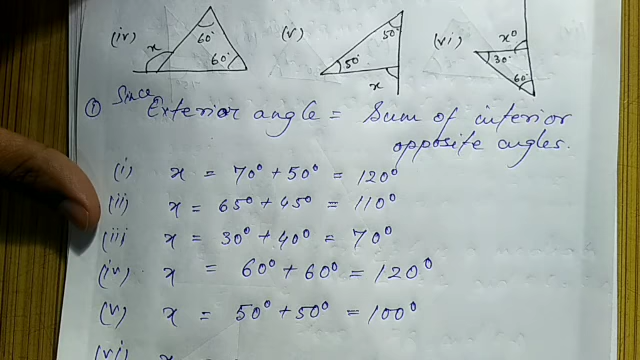 (iv) x 60° 60° (v) 50° 50° x (vi) x° 30° 60°
① Since Exterior angle = Sum of interior
opposite angles.
(i) x = 70° + 50° = 120°
(ii) x = 65° + 45° = 110°
(iii) x = 30° + 40° = 70°
(iv) x = 60° + 60° = 120°
(v) x = 50° + 50° = 100°
(vi) x